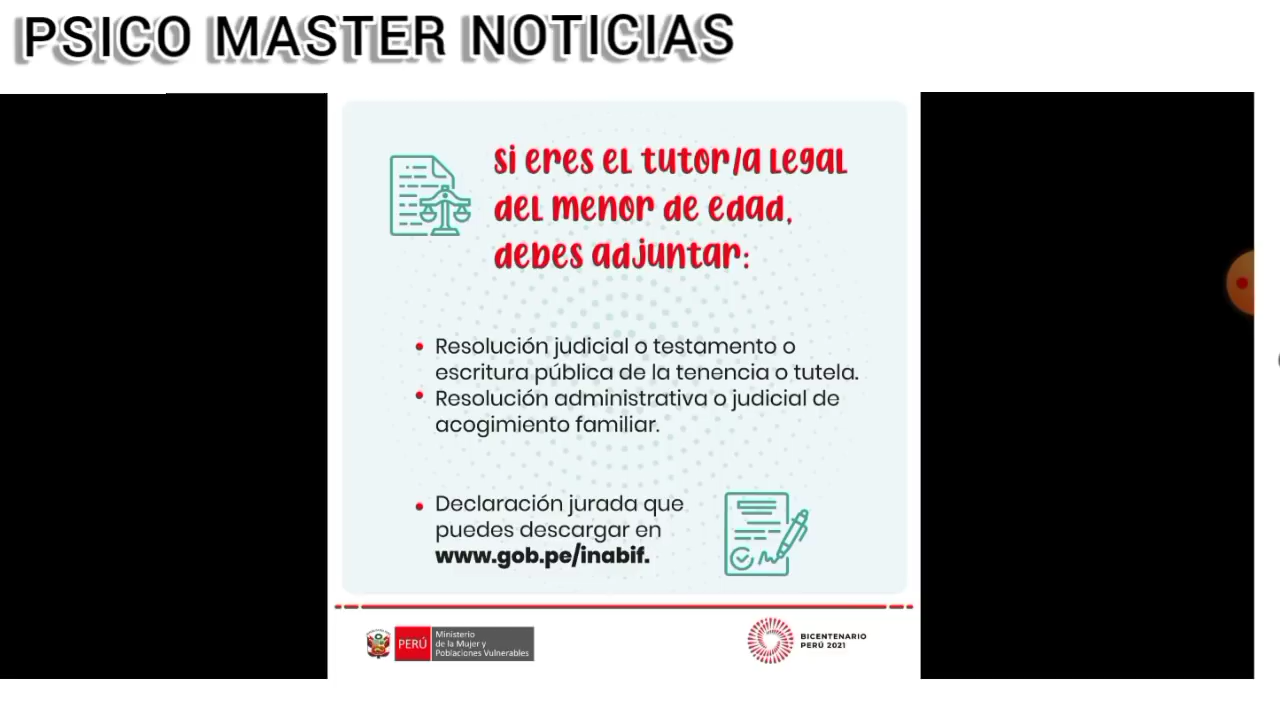 PSICO MASTER NOTICIAS
si eres el tutor/a legal
del menor de edad,
debes adjuntar:
• Resolución judicial o testamento o
escritura pública de la tenencia o tutela.
• Resolución administrativa o judicial de
acogimiento familiar.
• Declaración jurada que
puedes descargar en
www.gob.pe/inabif.
PERÚ
Ministerio
de la Mujer y
Poblaciones Vulnerables
BICENTENARIO
PERÚ 2021